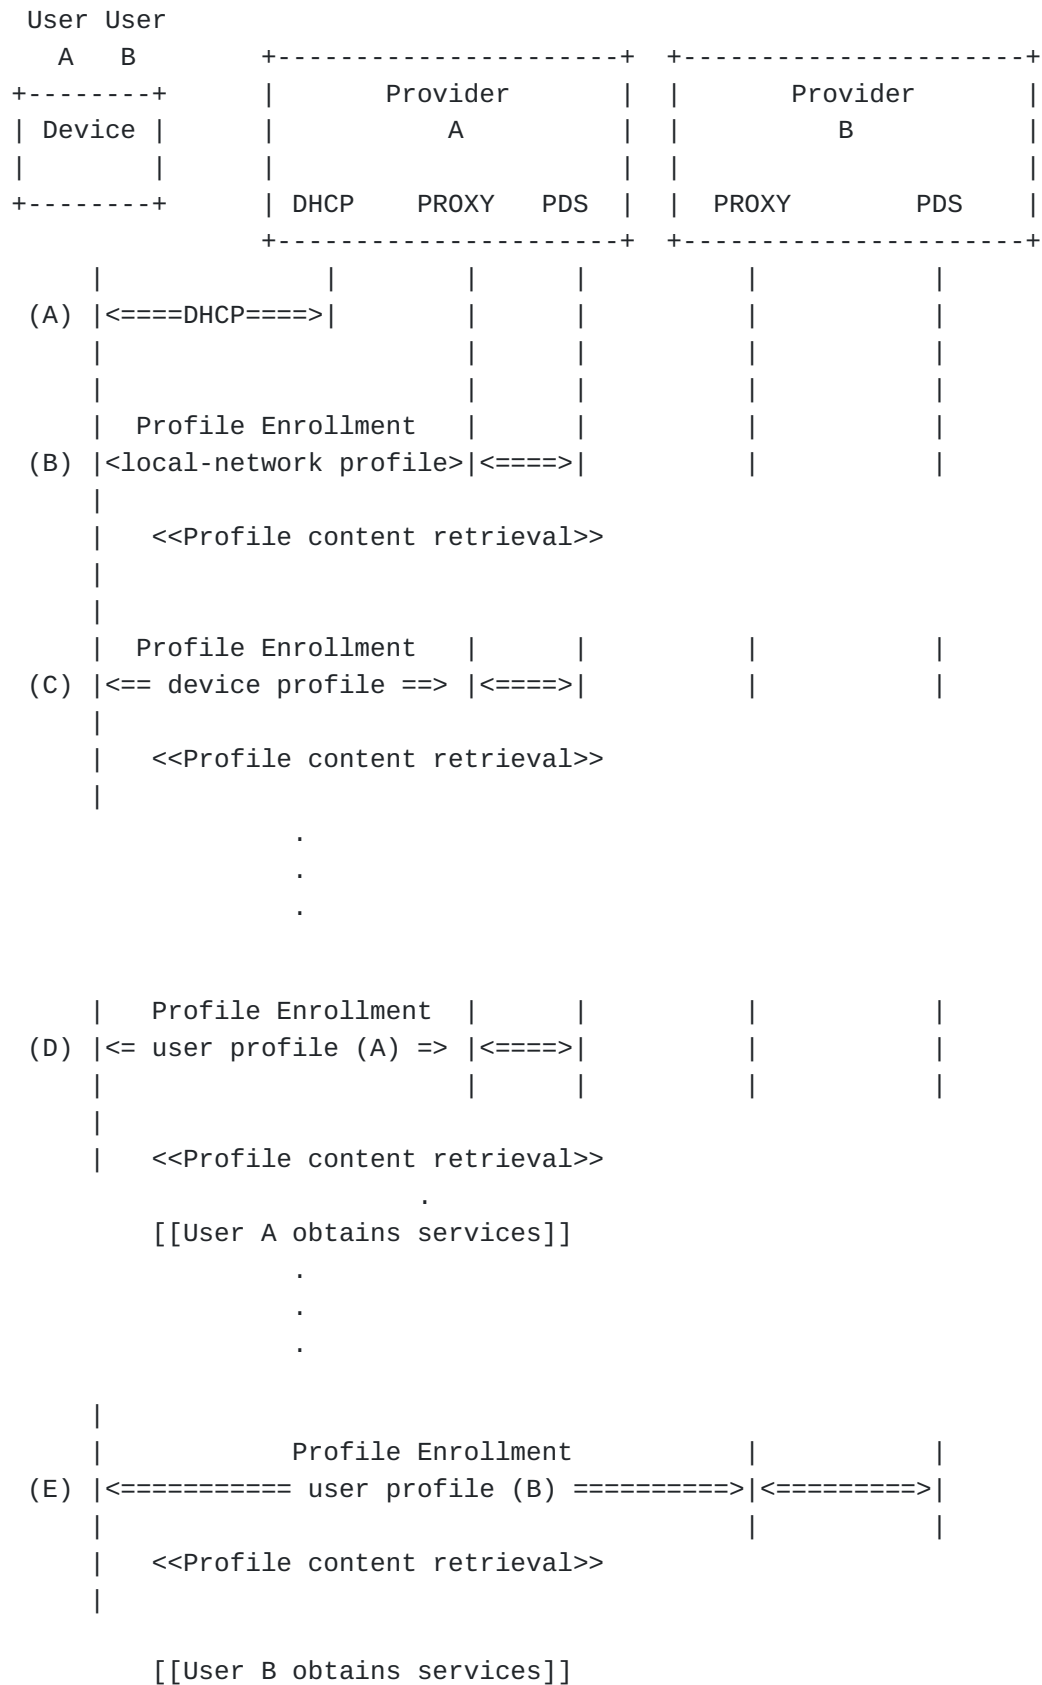 User User
   A   B        +----------------------+  +-----------------------+
+--------+      |       Provider       |  |       Provider       |
| Device |      |           A          |  |          B           |
|        |      |                      |  |                      |
+--------+      | DHCP    PROXY   PDS  |  |  PROXY        PDS    |
                +----------------------+  +-----------------------+
     |              |        |      |          |           |
 (A) |<====DHCP====>|        |      |          |           |
     |                       |      |          |           |
     |                       |      |          |           |
     |  Profile Enrollment   |      |          |           |
 (B) |<local-network profile>|<====>|          |           |
     |
     |   <<Profile content retrieval>>
     |
     |
     |  Profile Enrollment   |      |          |           |
 (C) |<== device profile ==> |<====>|          |           |
     |
     |   <<Profile content retrieval>>
     |
                  .
                  .
                  .
     |   Profile Enrollment  |      |          |           |
 (D) |<= user profile (A) => |<====>|          |           |
     |                       |      |          |           |
     |
     |   <<Profile content retrieval>>
                          .
         [[User A obtains services]]
                  .
                  .
                  .
     |
     |            Profile Enrollment           |           |
 (E) |<=========== user profile (B) ==========>|<=========>|
     |                                         |           |
     |   <<Profile content retrieval>>
     |
         [[User B obtains services]]